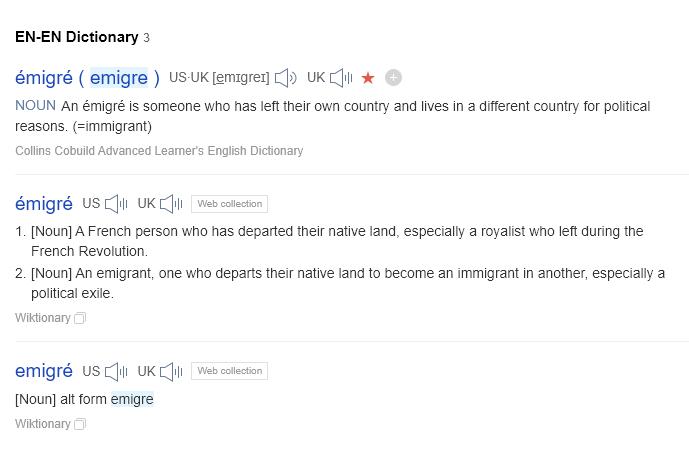 EN-EN Dictionary 3
émigré ( emigre ) US·UK [emɪgreɪ] UK
NOUN An émigré is someone who has left their own country and lives in a different country for political
reasons. (=immigrant)
Collins Cobuild Advanced Learner's English Dictionary
émigré US UK Web collection
1. [Noun] A French person who has departed their native land, especially a royalist who left during the
French Revolution.
2. [Noun] An emigrant, one who departs their native land to become an immigrant in another, especially a
political exile.
Wiktionary
emigré US UK Web collection
[Noun] alt form emigre
Wiktionary